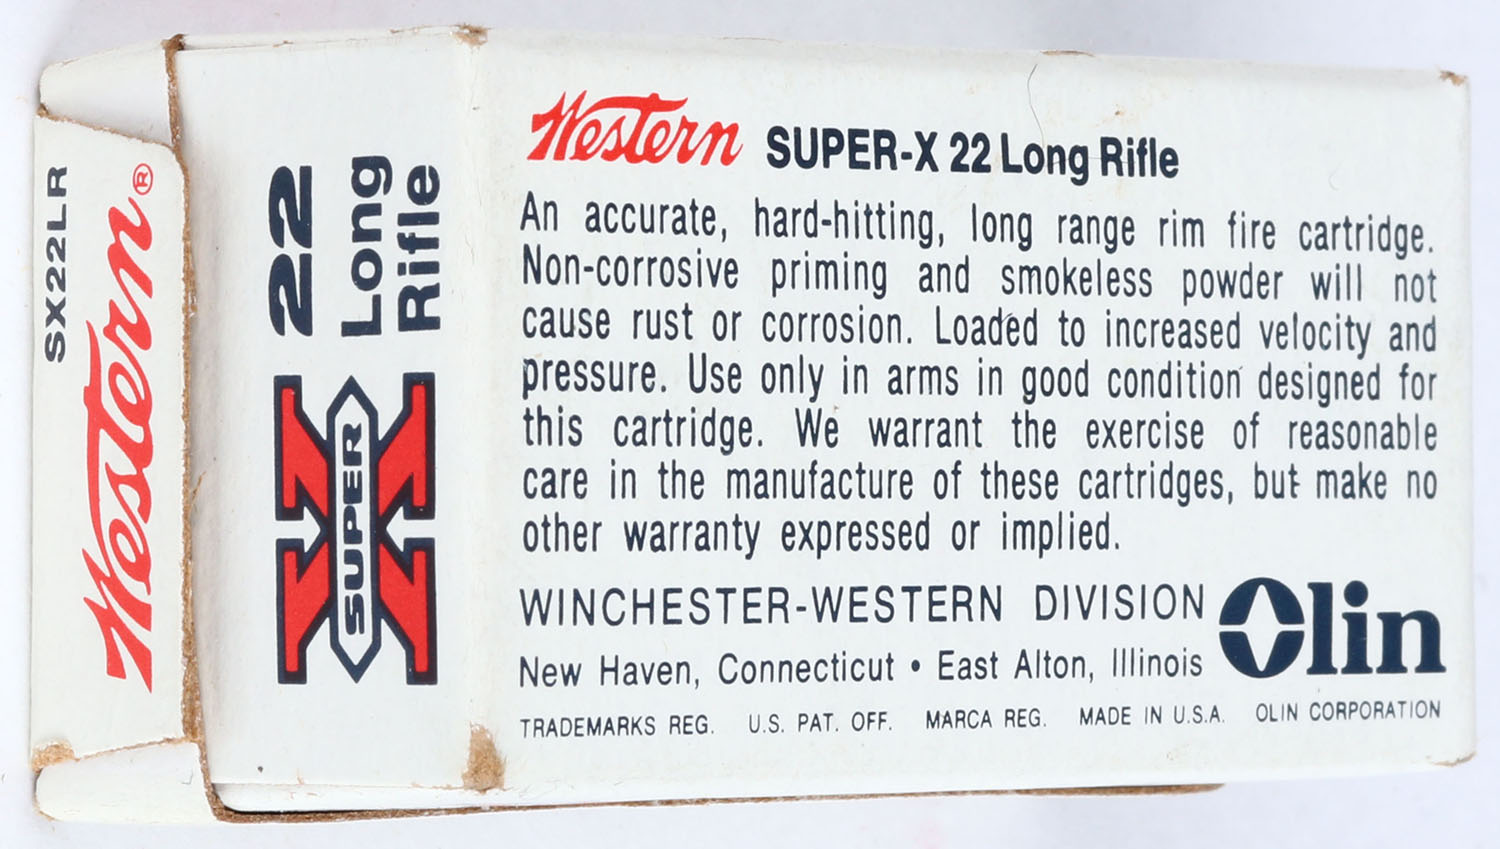 SX22LR
Western®
22
Long
Rifle
SUPER X
Western SUPER-X 22 Long Rifle
An accurate, hard-hitting, long range rim fire cartridge.
Non-corrosive priming and smokeless powder will not
cause rust or corrosion. Loaded to increased velocity and
pressure. Use only in arms in good condition designed for
this cartridge. We warrant the exercise of reasonable
care in the manufacture of these cartridges, but make no
other warranty expressed or implied.
WINCHESTER-WESTERN DIVISION
New Haven, Connecticut • East Alton, Illinois
Olin
TRADEMARKS REG. U.S. PAT. OFF. MARCA REG. MADE IN U.S.A. OLIN CORPORATION